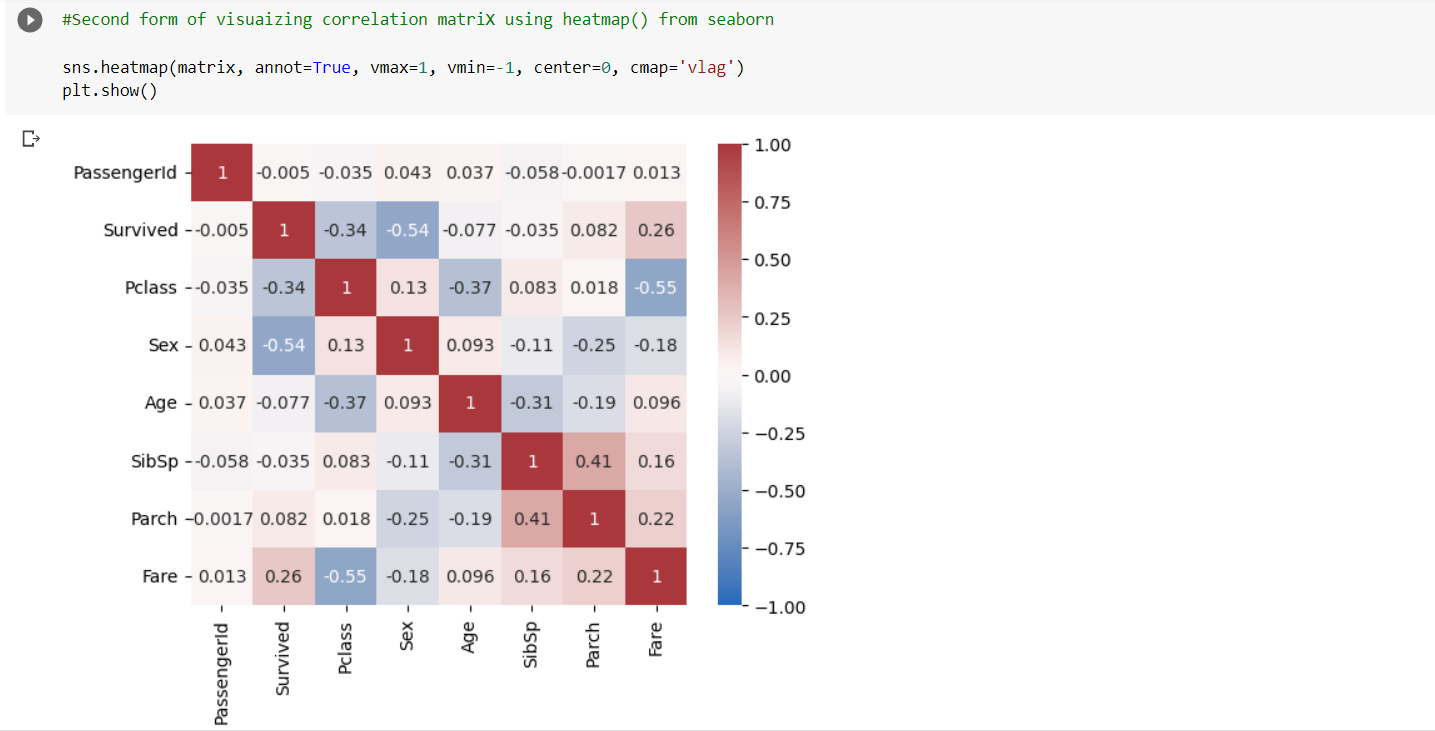 #Second form of visuaizing correlation matriX using heatmap() from seaborn
sns.heatmap(matrix, annot=True, vmax=1, vmin=-1, center=0, cmap='vlag')
plt.show()
PassengerId 1 -0.005 -0.035 0.043 0.037 -0.058 -0.0017 0.013
Survived -0.005 1 -0.34 -0.54 -0.077 -0.035 0.082 0.26
Pclass -0.035 -0.34 1 0.13 -0.37 0.083 0.018 -0.55
Sex 0.043 -0.54 0.13 1 0.093 -0.11 -0.25 -0.18
Age 0.037 -0.077 -0.37 0.093 1 -0.31 -0.19 0.096
SibSp -0.058 -0.035 0.083 -0.11 -0.31 1 0.41 0.16
Parch -0.0017 0.082 0.018 -0.25 -0.19 0.41 1 0.22
Fare 0.013 0.26 -0.55 -0.18 0.096 0.16 0.22 1
PassengerId Survived Pclass Sex Age SibSp Parch Fare
1.00
0.75
0.50
0.25
0.00
−0.25
−0.50
−0.75
−1.00